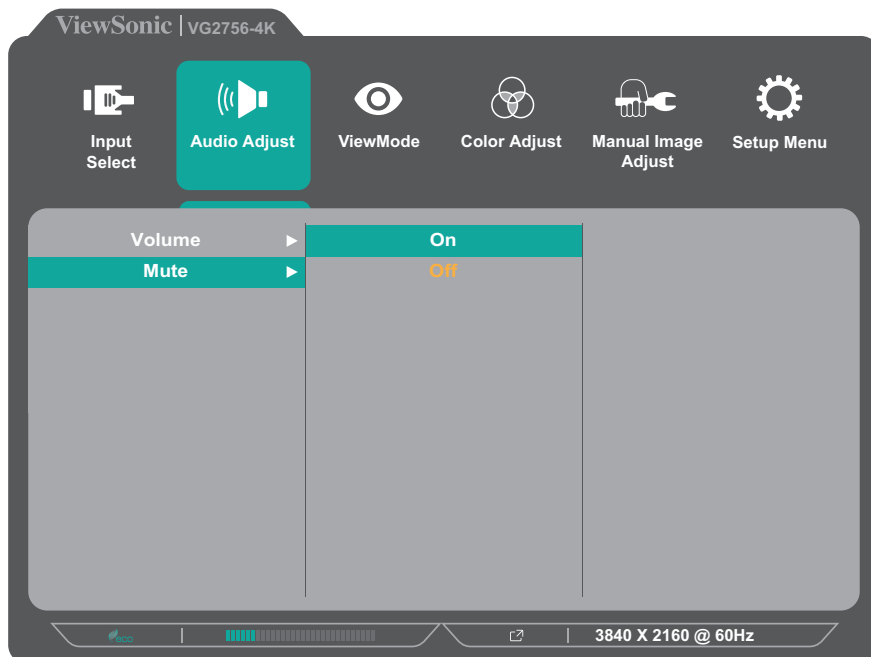 ViewSonic | VG2756-4K
Input Select
Audio Adjust
ViewMode
Color Adjust
Manual Image Adjust
Setup Menu
Volume
On
Mute
Off
eco
3840 X 2160 @ 60Hz